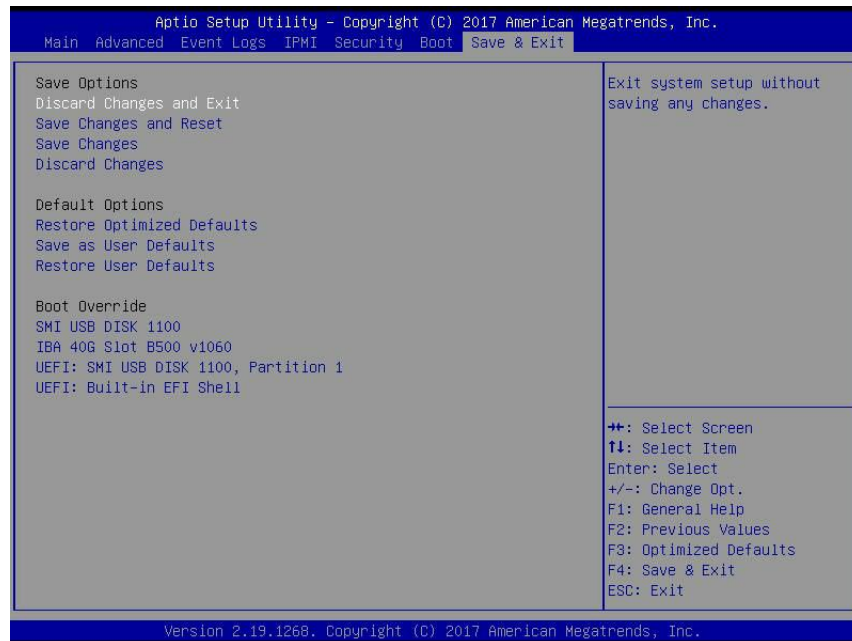 Aptio Setup Utility – Copyright (C) 2017 American Megatrends, Inc.
Main Advanced Event Logs IPMI Security Boot Save & Exit
Save Options
Discard Changes and Exit
Save Changes and Reset
Save Changes
Discard Changes
Default Options
Restore Optimized Defaults
Save as User Defaults
Restore User Defaults
Boot Override
SMI USB DISK 1100
IBA 40G Slot B500 v1060
UEFI: SMI USB DISK 1100, Partition 1
UEFI: Built-in EFI Shell
Exit system setup without
saving any changes.
→←: Select Screen
↑↓: Select Item
Enter: Select
+/-: Change Opt.
F1: General Help
F2: Previous Values
F3: Optimized Defaults
F4: Save & Exit
ESC: Exit
Version 2.19.1268. Copyright (C) 2017 American Megatrends, Inc.